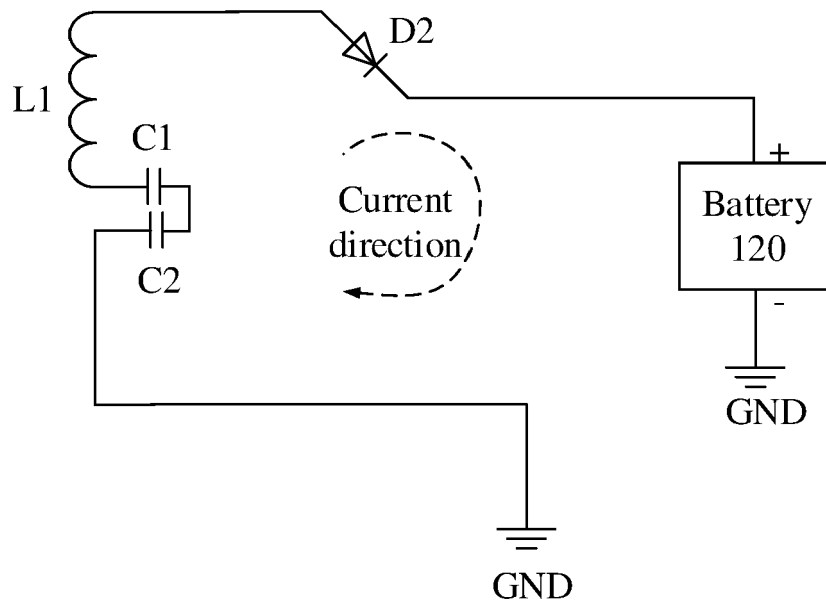 D2
L1
C1
+
Current
direction
Battery
120
C2
-
GND
GND